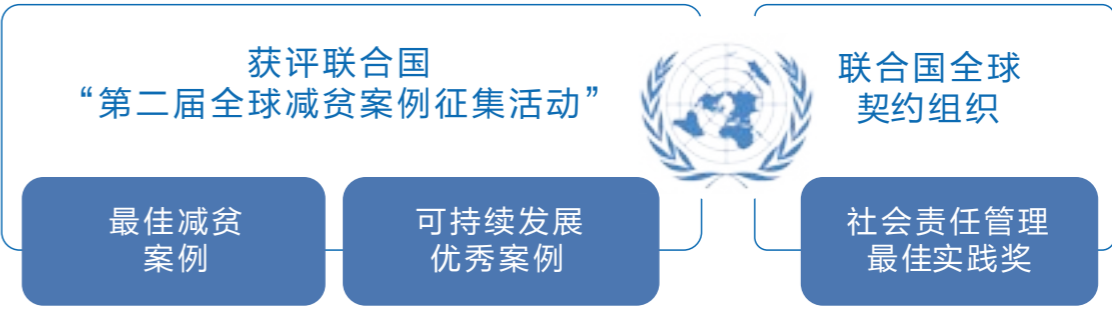 获评联合国
“第二届全球减贫案例征集活动”
最佳减贫
案例
可持续发展
优秀案例
联合国全球
契约组织
社会责任管理
最佳实践奖